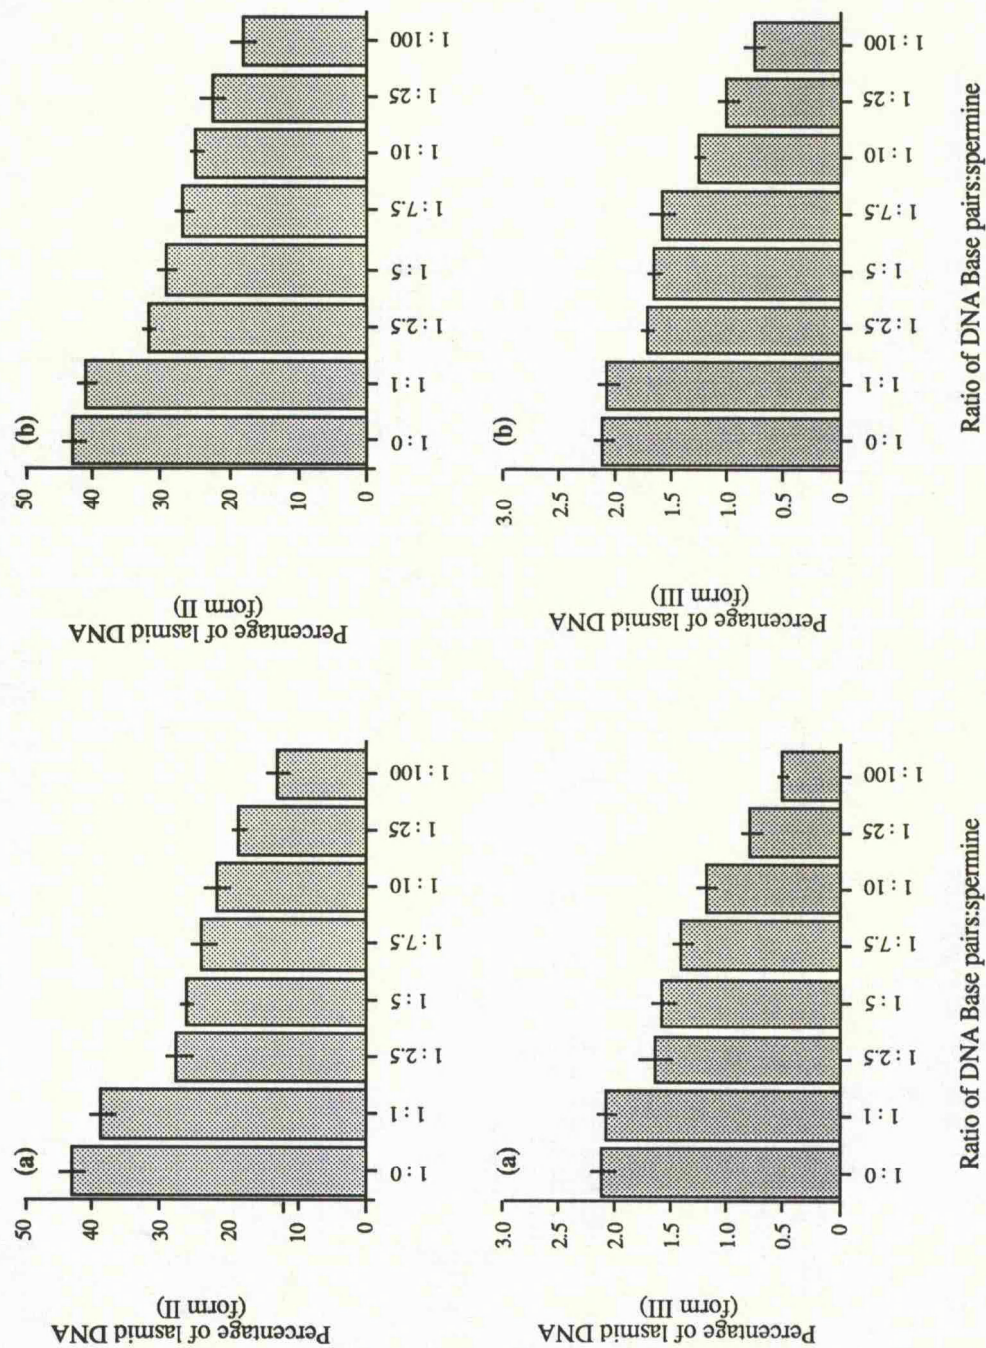 Percentage of lasmid DNA
(form II)
(a)
50
40
30
20
10
0
1 : 0
1 : 1
1 : 2.5
1 : 5
1 : 7.5
1 : 10
1 : 25
1 : 100
Percentage of lasmid DNA
(form II)
(b)
50
40
30
20
10
0
1 : 0
1 : 1
1 : 2.5
1 : 5
1 : 7.5
1 : 10
1 : 25
1 : 100
Percentage of lasmid DNA
(form III)
(a)
3.0
2.5
2.0
1.5
1.0
0.5
0
1 : 0
1 : 1
1 : 2.5
1 : 5
1 : 7.5
1 : 10
1 : 25
1 : 100
Ratio of DNA Base pairs:spermine
Percentage of lasmid DNA
(form III)
(b)
3.0
2.5
2.0
1.5
1.0
0.5
0
1 : 0
1 : 1
1 : 2.5
1 : 5
1 : 7.5
1 : 10
1 : 25
1 : 100
Ratio of DNA Base pairs:spermine